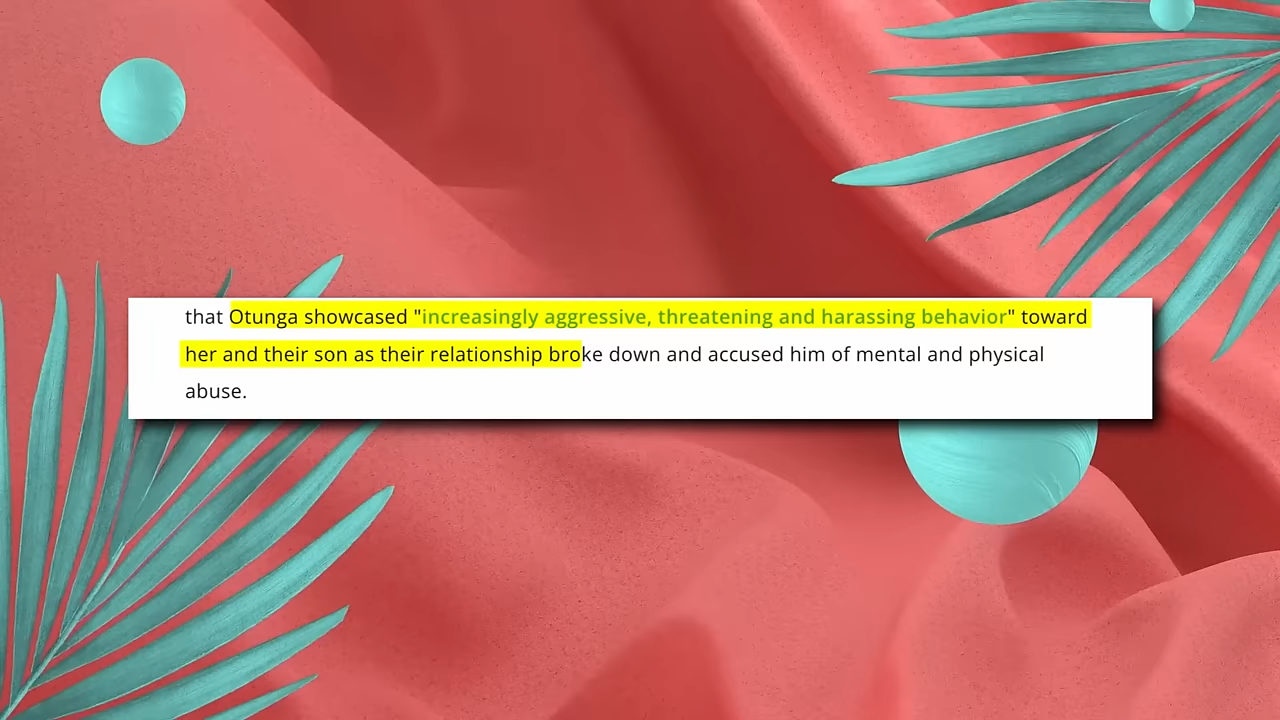 that Otunga showcased "increasingly aggressive, threatening and harassing behavior" toward
her and their son as their relationship broke down and accused him of mental and physical
abuse.